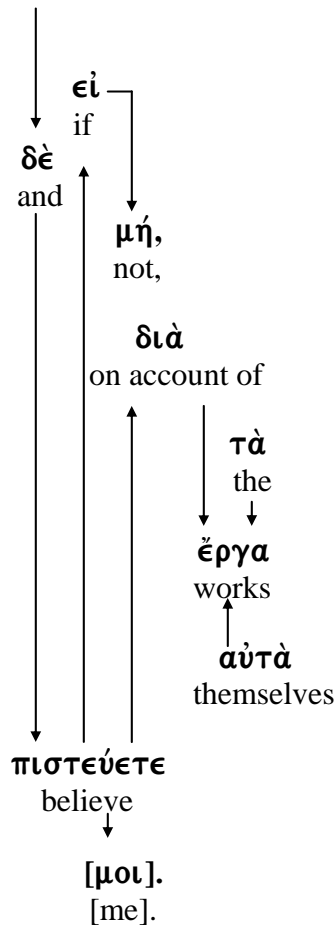 εἰ
if
δὲ
and
μή,
not,
διὰ
on account of
τὰ
the
ἔργα
works
αὐτὰ
themselves
πιστεύετε
believe
[μοι].
[me].